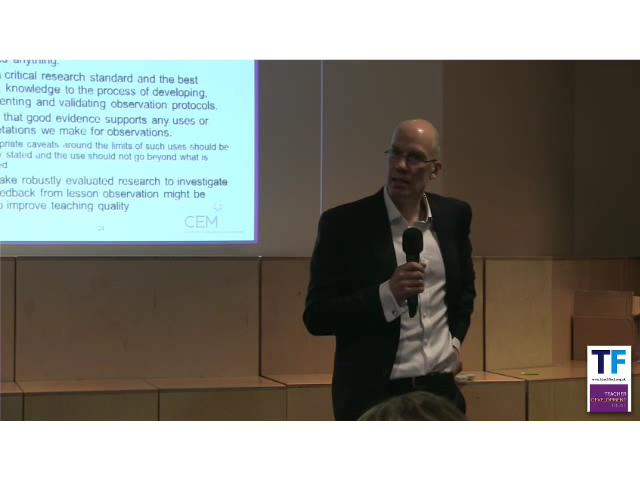 anything.
critical research standard and the best
knowledge to the process of developing,
enting and validating observation protocols.
that good evidence supports any uses or
etations we make for observations.
priate caveats around the limits of such uses should be
stated and the use should not go beyond what is
ed
ake robustly evaluated research to investigate
edback from lesson observation might be
o improve teaching quality
24
CEM
TF
TEACHER
DEVELOPMENT
TRUST